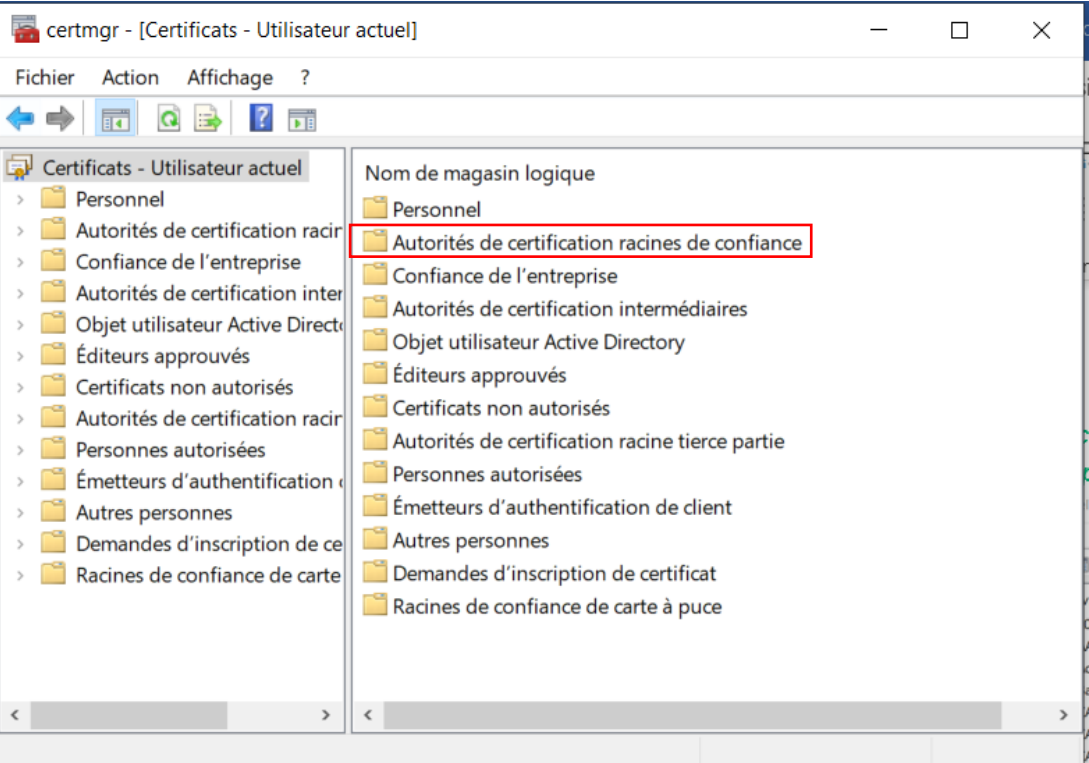 certmgr - [Certificats - Utilisateur actuel]
Fichier Action Affichage ?
Certificats - Utilisateur actuel
Personnel
Autorités de certification racir
Confiance de l'entreprise
Autorités de certification inter
Objet utilisateur Active Direct
Éditeurs approuvés
Certificats non autorisés
Autorités de certification racir
Personnes autorisées
Émetteurs d'authentification
Autres personnes
Demandes d'inscription de ce
Racines de confiance de carte
Nom de magasin logique
Personnel
Autorités de certification racines de confiance
Confiance de l'entreprise
Autorités de certification intermédiaires
Objet utilisateur Active Directory
Éditeurs approuvés
Certificats non autorisés
Autorités de certification racine tierce partie
Personnes autorisées
Émetteurs d'authentification de client
Autres personnes
Demandes d'inscription de certificat
Racines de confiance de carte à puce